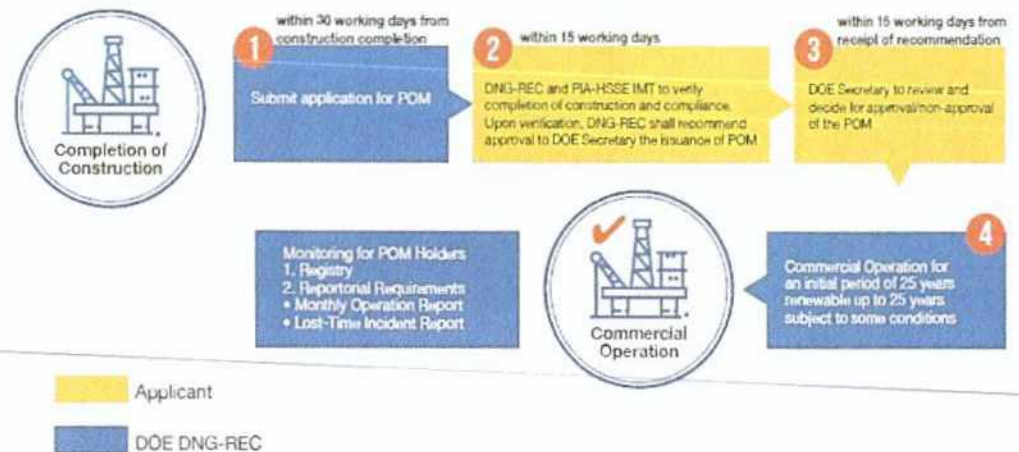 Completion of
Construction
1
within 30 working days from
construction completion
Submit application for POM
2
within 15 working days
DNG-REC and PIA-HSSE IMT to verify
completion of construction and compliance.
Upon verification, DNG-REC shall recommend
approval to DOE Secretary the issuance of POM
3
within 15 working days from
receipt of recommendation
DOE Secretary to review and
decide for approval/non-approval
of the POM
4
Commercial Operation for
an initial period of 25 years
renewable up to 25 years
subject to some conditions
Commercial
Operation
Monitoring for POM Holders
1. Registry
2. Reportorial Requirements
• Monthly Operation Report
• Lost-Time Incident Report
Applicant
DOE DNG-REC